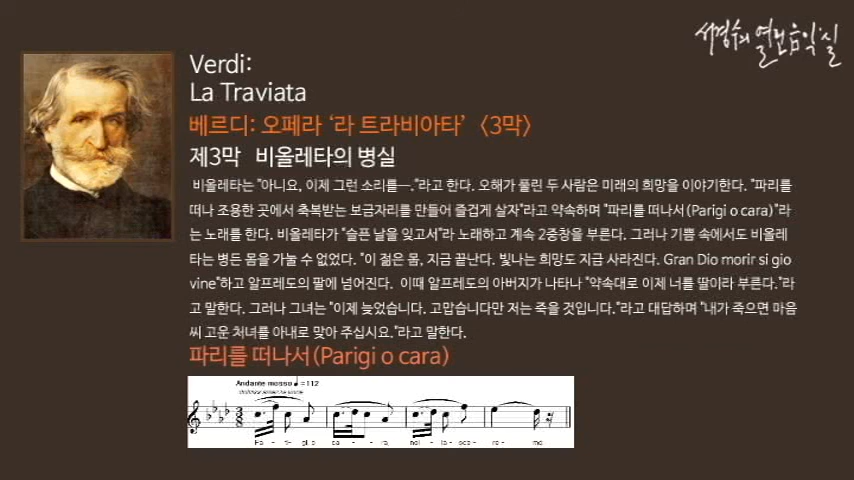 서경수의 열린음악실
Verdi:
La Traviata
베르디: 오페라 ‘라 트라비아타’ 〈3막〉
제3막 비올레타의 병실
비올레타는 "아니요, 이제 그런 소리를—."라고 한다. 오해가 풀린 두 사람은 미래의 희망을 이야기한다. "파리를
떠나 조용한 곳에서 축복받는 보금자리를 만들어 즐겁게 살자"라고 약속하며 "파리를 떠나서(Parigi o cara)"라
는 노래를 한다. 비올레타가 "슬픈 날을 잊고서"라 노래하고 계속 2중창을 부른다. 그러나 기쁨 속에서도 비올레
타는 병든 몸을 가눌 수 없었다. "이 젊은 몸, 지금 끝난다. 빛나는 희망도 지금 사라진다. Gran Dio morir si gio
vine"하고 알프레도의 팔에 넘어진다. 이때 알프레도의 아버지가 나타나 "약속대로 이제 너를 딸이라 부른다."라
고 말한다. 그러나 그녀는 "이제 늦었습니다. 고맙습니다만 저는 죽을 것입니다."라고 대답하며 "내가 죽으면 마음
씨 고운 처녀를 아내로 맞아 주십시요."라고 말한다.
파리를 떠나서(Parigi o cara)
Andante mosso ♩=112
3
8
Pa - ri - gi, o ca - - ra, noi - la - sce - re - mo